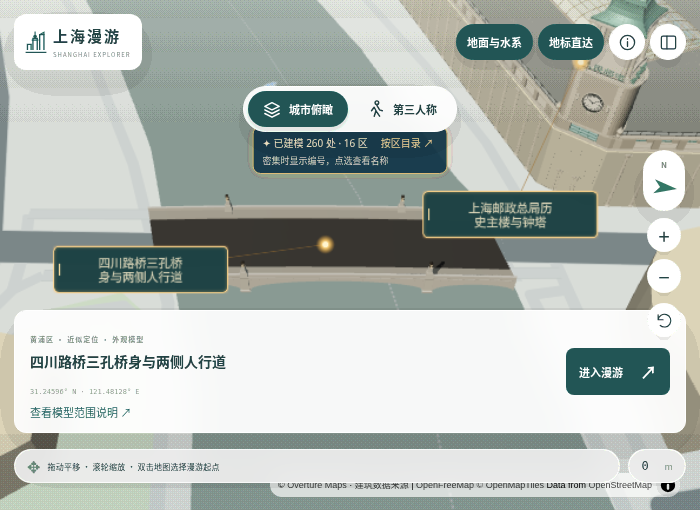 上海漫游
SHANGHAI EXPLORER
地面与水系
地标直达
城市俯瞰
第三人称
✦ 已建模 260 处 · 16 区 按区目录 ↗
密集时显示编号，点选查看名称
N
上海邮政总局历
史主楼与钟塔
四川路桥三孔桥
身与两侧人行道
黄浦区 · 近似定位 · 外观模型
四川路桥三孔桥身与两侧人行道
31.24596° N · 121.48128° E
查看模型范围说明 ↗
进入漫游 ↗
拖动平移 · 滚轮缩放 · 双击地图选择漫游起点
0 m
© Overture Maps · 建筑数据来源 | OpenFreeMap © OpenMapTiles Data from OpenStreetMap